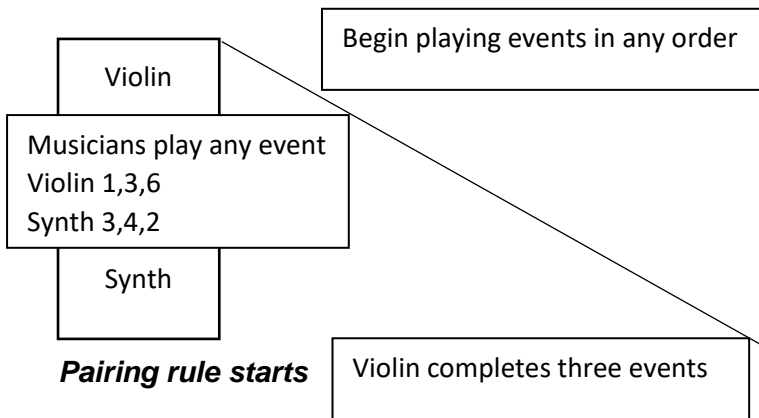 Begin playing events in any order
Violin
Musicians play any event
Violin 1,3,6
Synth 3,4,2
Synth
Pairing rule starts
Violin completes three events